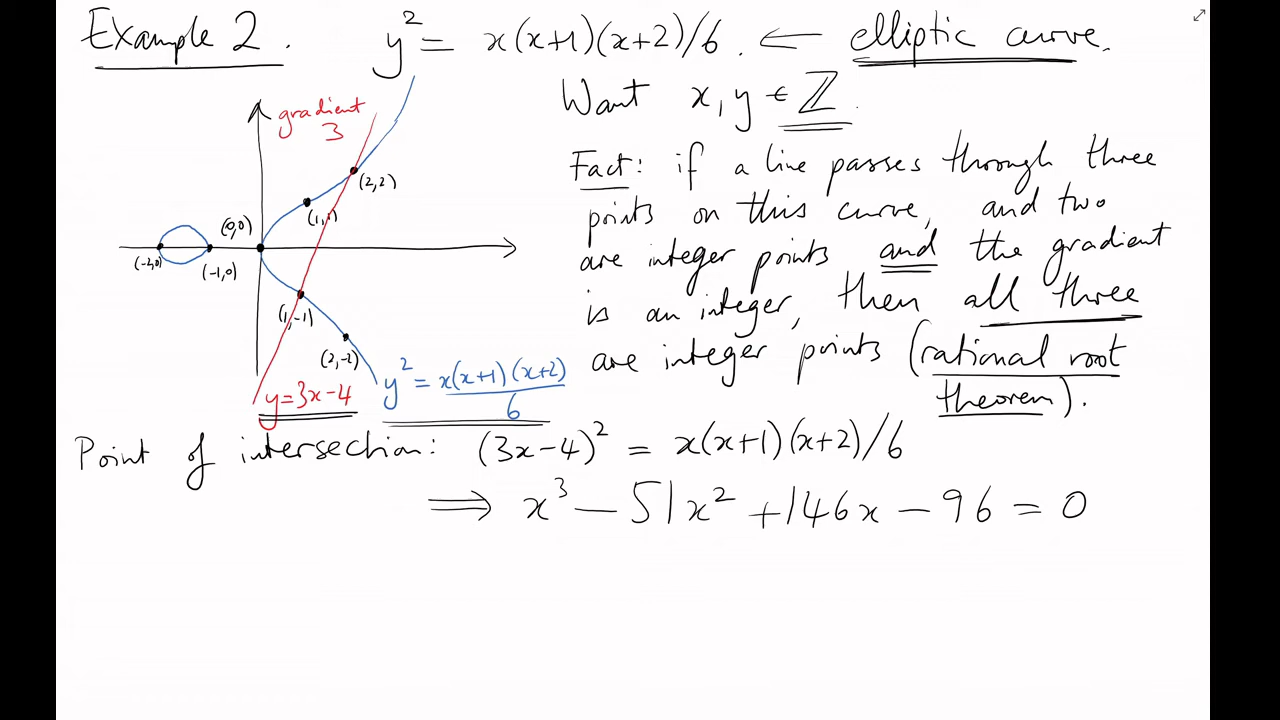 Example 2. y² = x(x+1)(x+2)/6. ← elliptic curve.
Want x, y ∈ ℤ.
Fact: if a line passes through three
points on this curve, and two
are integer points and the gradient
is an integer, then all three
are integer points (rational root
theorem).
gradient
3
(2,2)
(1,1)
(0,0)
(-2,0)
(-1,0)
(1,-1)
(2,-2)
y=3x-4
y² = x(x+1)(x+2)/6
Point of intersection: (3x-4)² = x(x+1)(x+2)/6
⟹ x³ - 51x² + 146x - 96 = 0